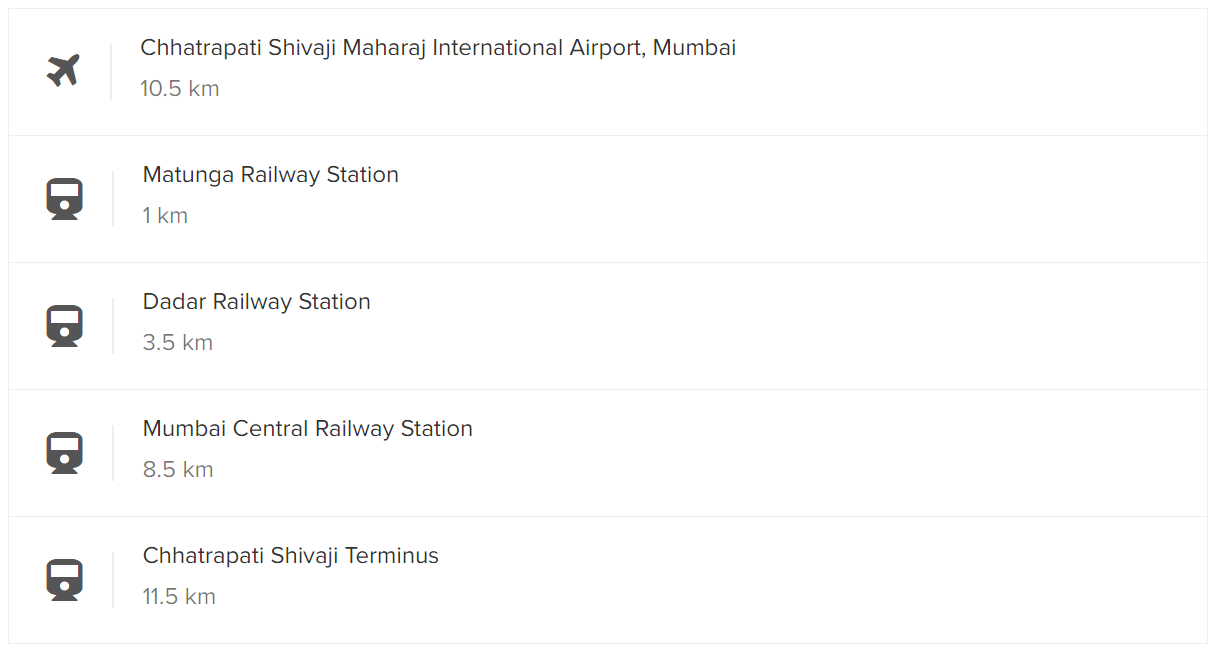 Chhatrapati Shivaji Maharaj International Airport, Mumbai
10.5 km
Matunga Railway Station
1 km
Dadar Railway Station
3.5 km
Mumbai Central Railway Station
8.5 km
Chhatrapati Shivaji Terminus
11.5 km